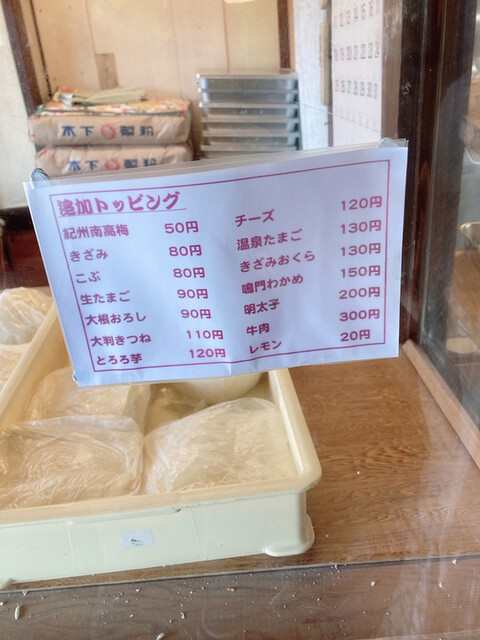 追加トッピング
紀州南高梅 50円
きざみ 80円
こぶ 80円
生たまご 90円
大根おろし 90円
大判きつね 110円
とろろ芋 120円
チーズ 120円
温泉たまご 130円
きざみおくら 130円
鳴門わかめ 150円
明太子 200円
牛肉 300円
レモン 20円
木下製粉
木下製粉